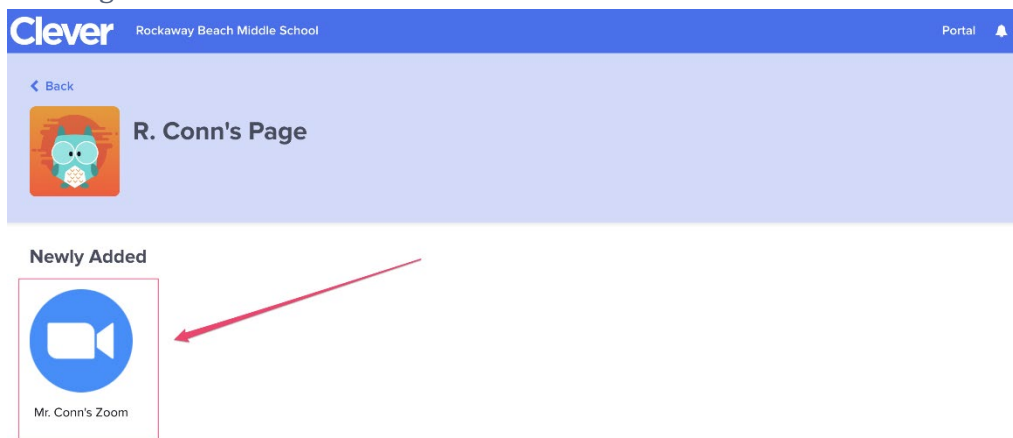 Clever Rockaway Beach Middle School Portal
Back
R. Conn's Page
Newly Added
Mr. Conn's Zoom